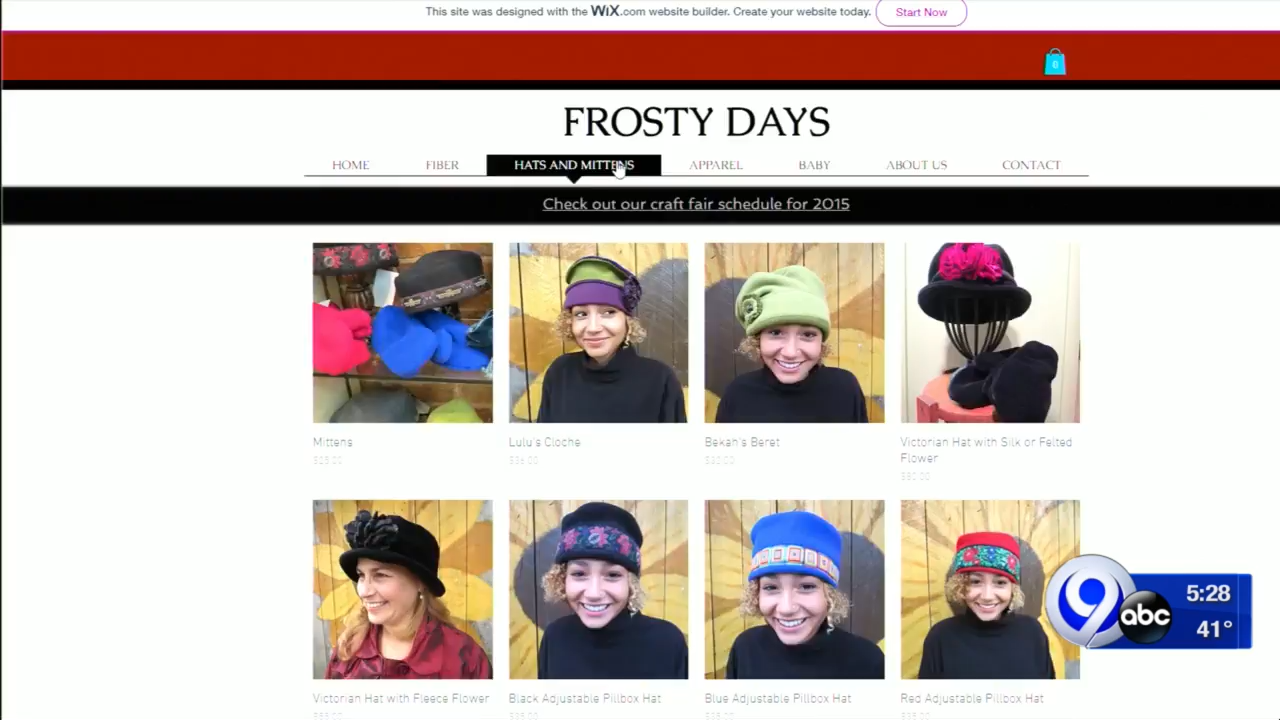 This site was designed with the WiX.com website builder. Create your website today.
Start Now
0
FROSTY DAYS
HOME
FIBER
HATS AND MITTENS
APPAREL
BABY
ABOUT US
CONTACT
Check out our craft fair schedule for 2015
Mittens
Lulu's Cloche
Bekah's Beret
Victorian Hat with Silk or Felted
Flower
Victorian Hat with Fleece Flower
Black Adjustable Pillbox Hat
Blue Adjustable Pillbox Hat
Red Adjustable Pillbox Hat
9
abc
5:28
41°